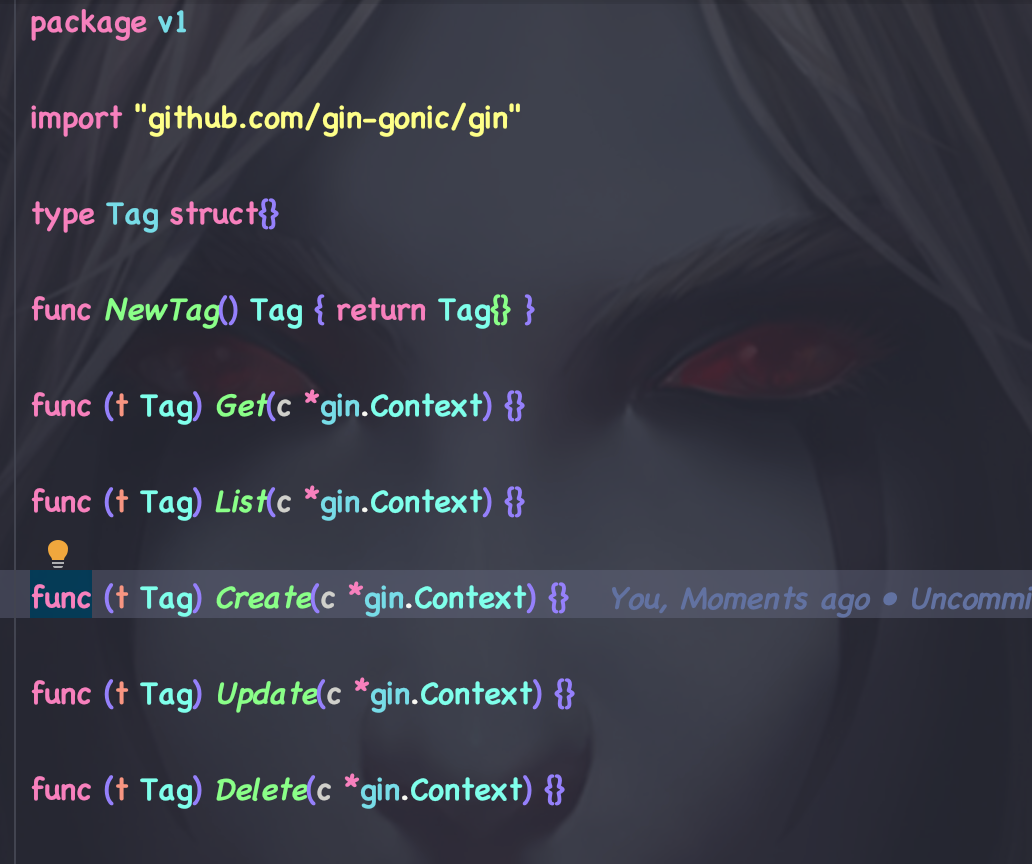 package v1
import "github.com/gin-gonic/gin"
type Tag struct{}
func NewTag() Tag { return Tag{} }
func (t Tag) Get(c *gin.Context) {}
func (t Tag) List(c *gin.Context) {}
func (t Tag) Create(c *gin.Context) {} You, Moments ago • Uncommi
func (t Tag) Update(c *gin.Context) {}
func (t Tag) Delete(c *gin.Context) {}